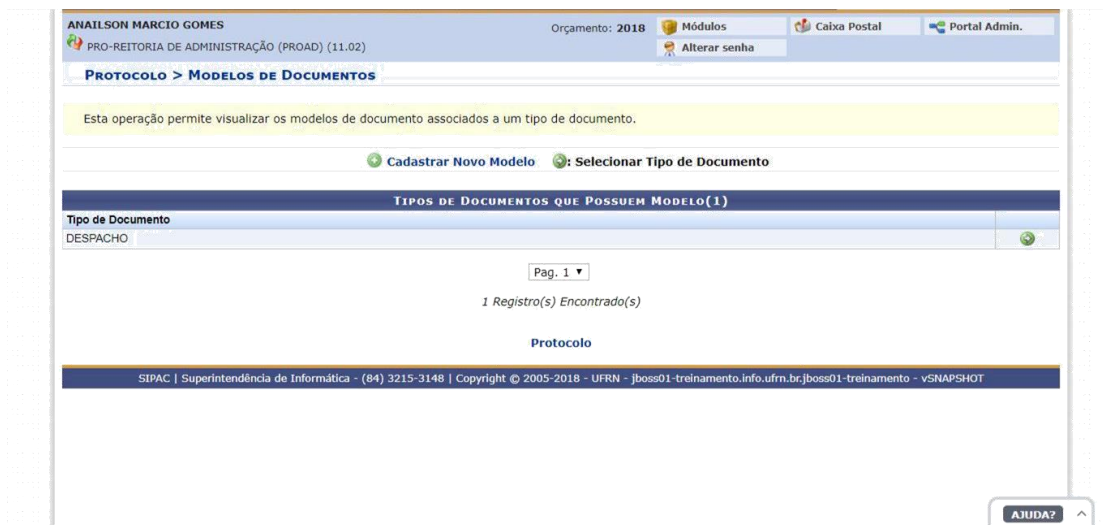 ANAILSON MARCIO GOMES Orçamento: 2018 Módulos Caixa Postal Portal Admin.
PRO-REITORIA DE ADMINISTRAÇÃO (PROAD) (11.02) Alterar senha
PROTOCOLO > MODELOS DE DOCUMENTOS
Esta operação permite visualizar os modelos de documento associados a um tipo de documento.
Cadastrar Novo Modelo : Selecionar Tipo de Documento
TIPOS DE DOCUMENTOS QUE POSSUEM MODELO(1)
Tipo de Documento
DESPACHO
Pag. 1
1 Registro(s) Encontrado(s)
Protocolo
SIPAC | Superintendência de Informática - (84) 3215-3148 | Copyright © 2005-2018 - UFRN - jboss01-treinamento.info.ufrn.br.jboss01-treinamento - vSNAPSHOT
AJUDA?